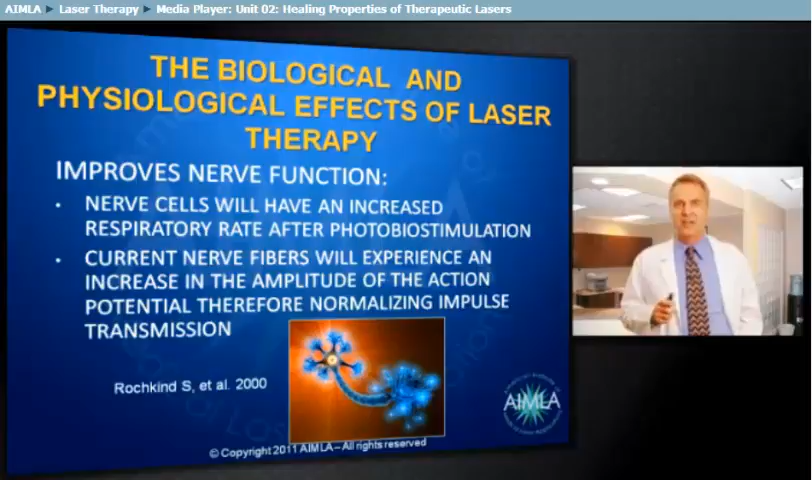 AIMLA ► Laser Therapy ► Media Player: Unit 02: Healing Properties of Therapeutic Lasers
THE BIOLOGICAL AND
PHYSIOLOGICAL EFFECTS OF LASER
THERAPY
IMPROVES NERVE FUNCTION:
• NERVE CELLS WILL HAVE AN INCREASED
RESPIRATORY RATE AFTER PHOTOBIOSTIMULATION
• CURRENT NERVE FIBERS WILL EXPERIENCE AN
INCREASE IN THE AMPLITUDE OF THE ACTION
POTENTIAL THEREFORE NORMALIZING IMPULSE
TRANSMISSION
Rochkind S, et al. 2000
AIMLA
© Copyright 2011 AIMLA – All rights reserved